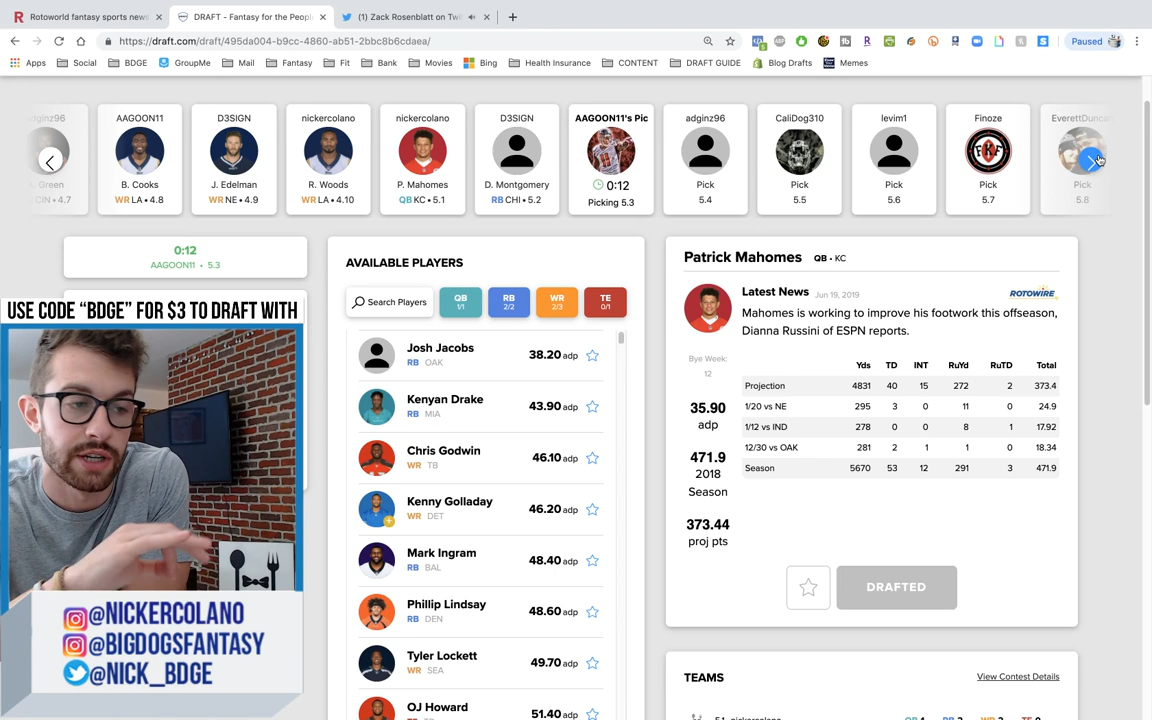 Rotoworld fantasy sports news
DRAFT - Fantasy for the Peopl
(1) Zack Rosenblatt on Twi
https://draft.com/draft/495da004-b9cc-4860-ab51-2bbc8b6cdaea/
Paused
Apps Social BDGE GroupMe Mail Fantasy Fit Bank Movies Bing Health Insurance CONTENT DRAFT GUIDE Blog Drafts Memes
adginz96 AAGOON11 D3SIGN nickercolano nickercolano D3SIGN AAGOON11's Pic adginz96 CaliDog310 levim1 Finoze EverettDuncan
Green B. Cooks J. Edelman R. Woods P. Mahomes D. Montgomery 0:12 Pick Pick Pick Pick Pick
CIN • 4.7 WR LA • 4.8 WR NE • 4.9 WR LA • 4.10 QB KC • 5.1 RB CHI • 5.2 Picking 5.3 5.4 5.5 5.6 5.7 5.8
0:12
AAGOON11 • 5.3
USE CODE "BDGE" FOR $3 TO DRAFT WITH
@NICKERCOLANO
@BIGDOGSFANTASY
@NICK_BDGE
AVAILABLE PLAYERS
Search Players
QB 1/1
RB 2/2
WR 2/3
TE 0/1
Josh Jacobs 38.20 adp
RB OAK
Kenyan Drake 43.90 adp
RB MIA
Chris Godwin 46.10 adp
WR TB
Kenny Golladay 46.20 adp
WR DET
Mark Ingram 48.40 adp
RB BAL
Phillip Lindsay 48.60 adp
RB DEN
Tyler Lockett 49.70 adp
WR SEA
OJ Howard 51.40 adp
Patrick Mahomes QB • KC
Latest News Jun 19, 2019
ROTOWIRE
Mahomes is working to improve his footwork this offseason,
Dianna Russini of ESPN reports.
Bye Week:
12
35.90
adp
471.9
2018
Season
373.44
proj pts
Yds TD INT RuYd RuTD Total
Projection 4831 40 15 272 2 373.4
1/20 vs NE 295 3 0 11 0 24.9
1/12 vs IND 278 0 0 8 1 17.92
12/30 vs OAK 281 2 1 1 0 18.34
Season 5670 53 12 291 3 471.9
DRAFTED
TEAMS
View Contest Details